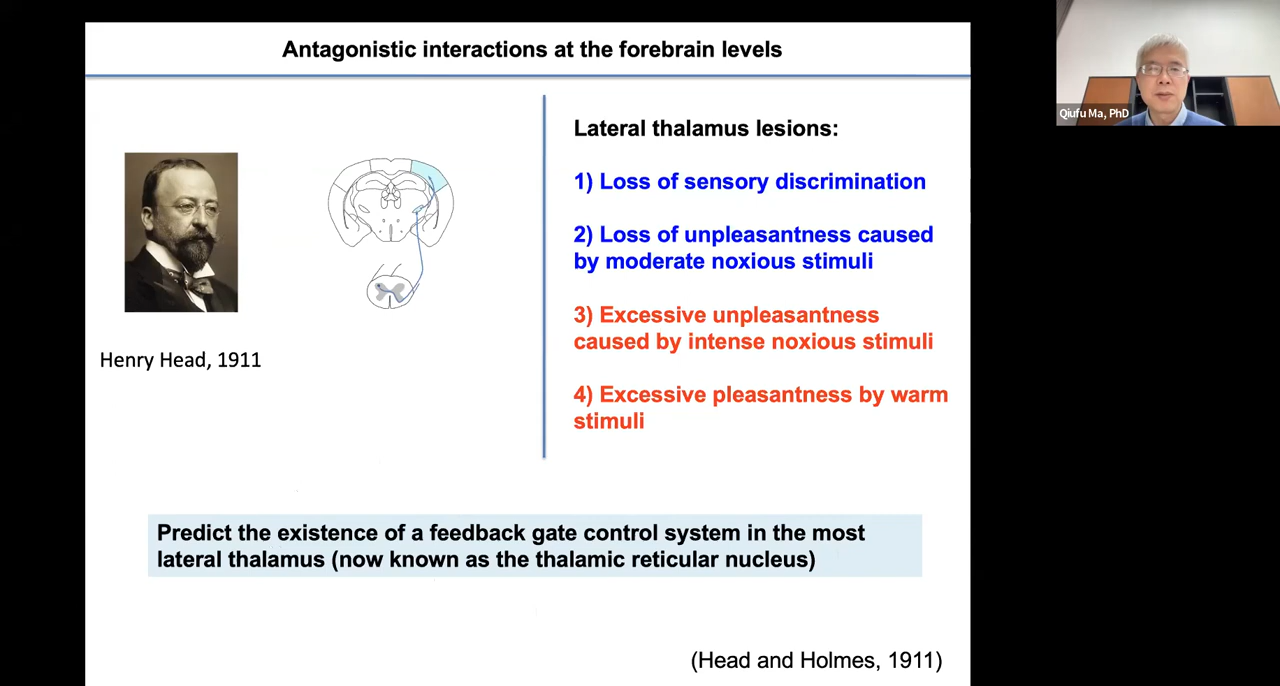 Antagonistic interactions at the forebrain levels
Qiufu Ma, PhD
Henry Head, 1911
Lateral thalamus lesions:
1) Loss of sensory discrimination
2) Loss of unpleasantness caused
by moderate noxious stimuli
3) Excessive unpleasantness
caused by intense noxious stimuli
4) Excessive pleasantness by warm
stimuli
Predict the existence of a feedback gate control system in the most
lateral thalamus (now known as the thalamic reticular nucleus)
(Head and Holmes, 1911)